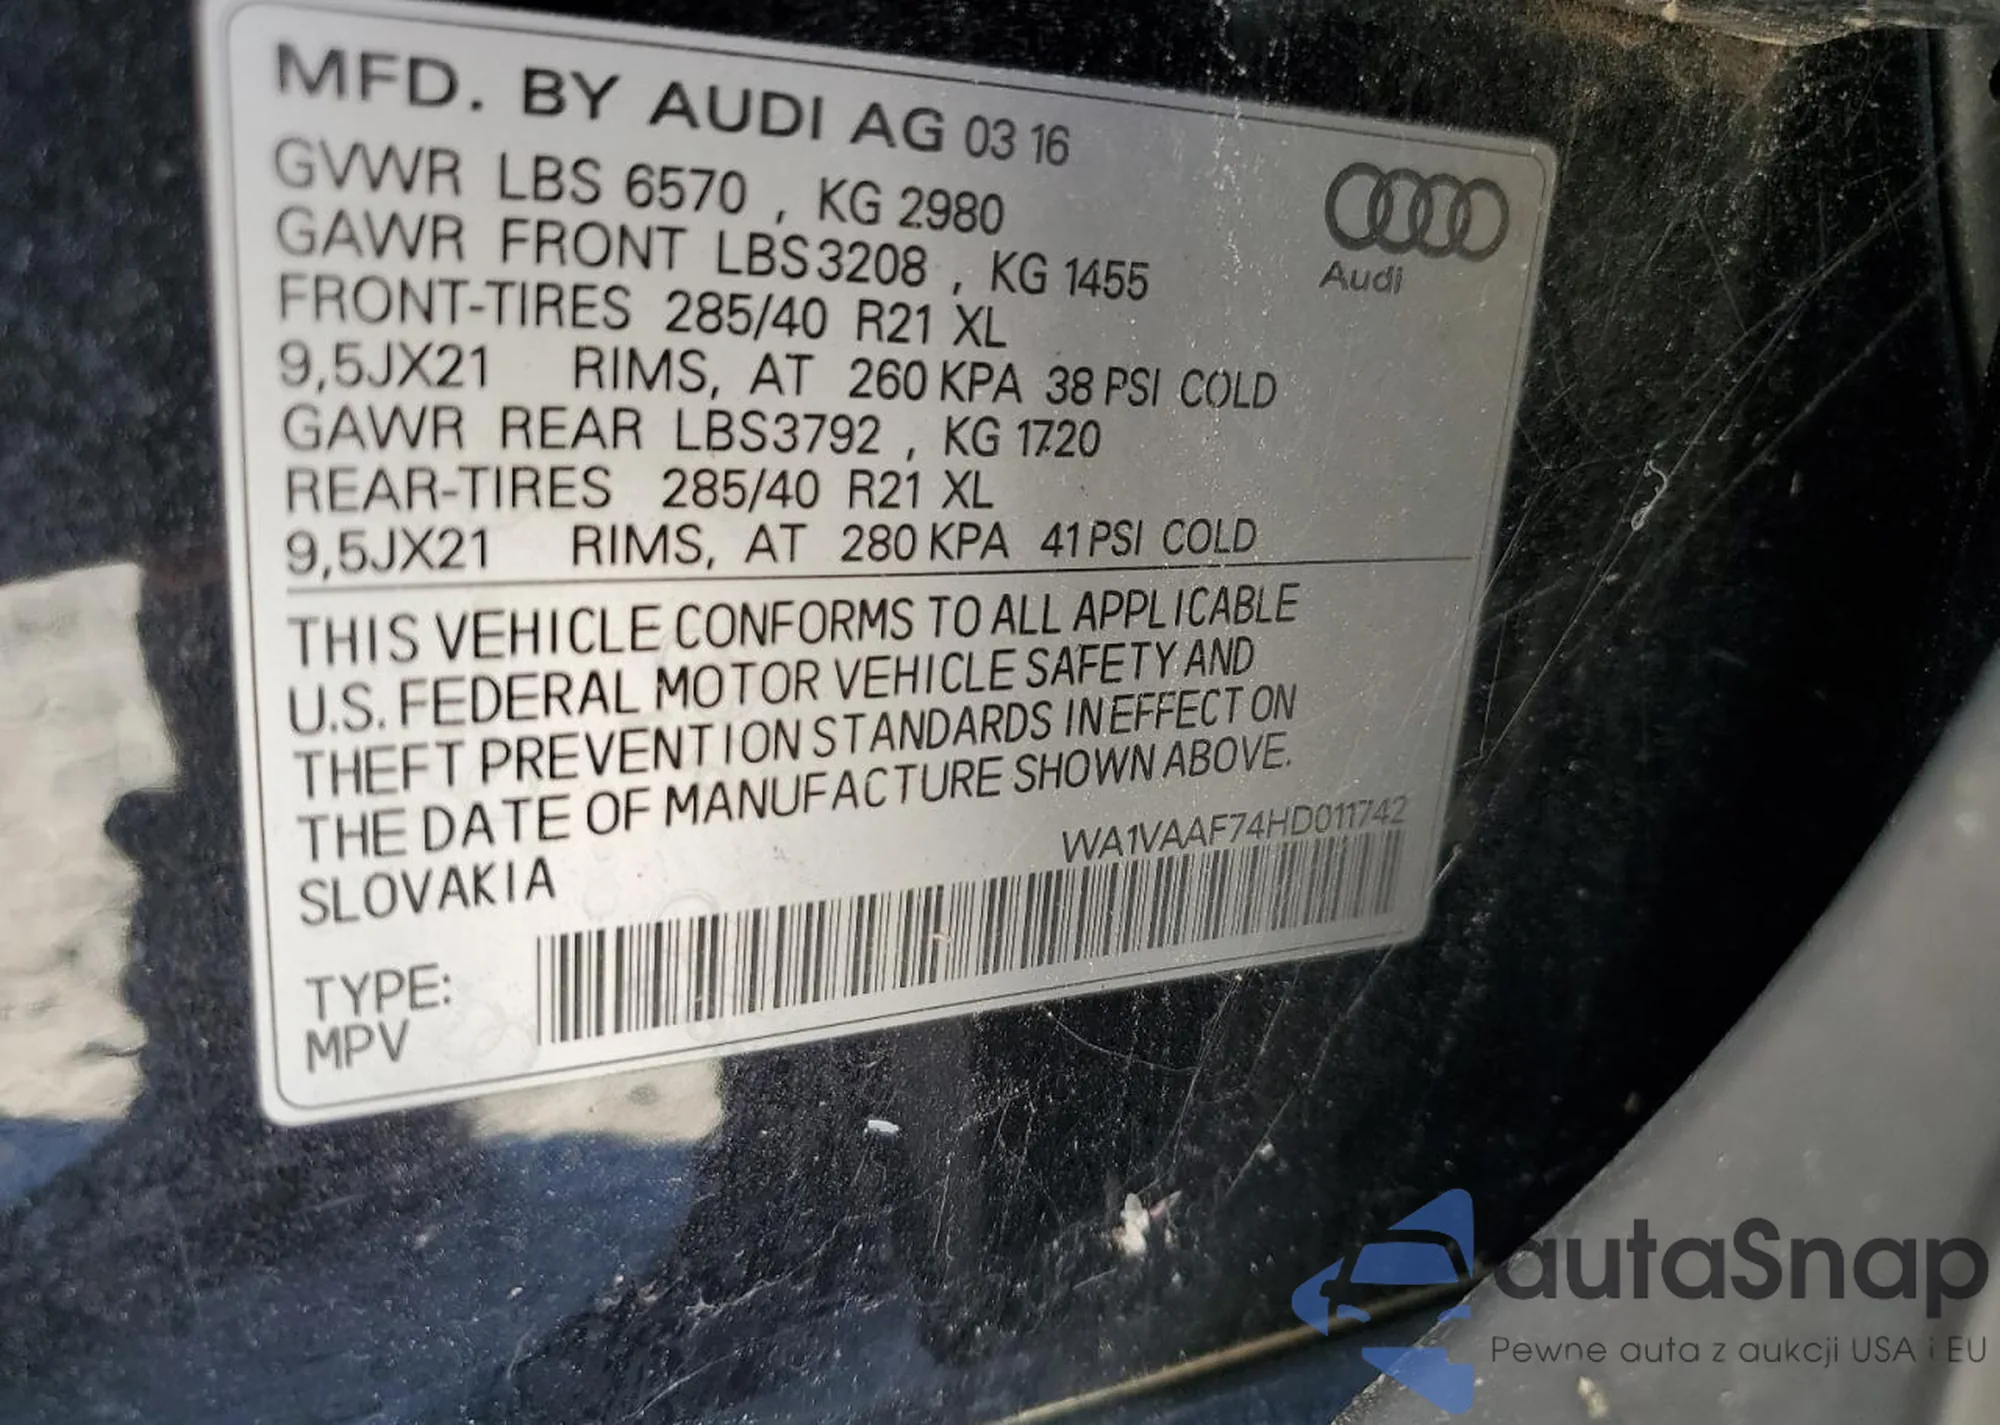 MFD. BY AUDI AG 03 16
GVWR LBS 6570 , KG 2980
GAWR FRONT LBS 3208 , KG 1455
FRONT-TIRES 285/40 R21 XL
9,5JX21 RIMS, AT 260 KPA 38 PSI COLD
GAWR REAR LBS 3792 , KG 1720
REAR-TIRES 285/40 R21 XL
9,5JX21 RIMS, AT 280 KPA 41 PSI COLD
Audi
THIS VEHICLE CONFORMS TO ALL APPLICABLE
U.S. FEDERAL MOTOR VEHICLE SAFETY AND
THEFT PREVENTION STANDARDS IN EFFECT ON
THE DATE OF MANUFACTURE SHOWN ABOVE.
SLOVAKIA
WA1VAAF74HD011742
TYPE:
MPV
autaSnap
Pewne auta z aukcji USA i EU